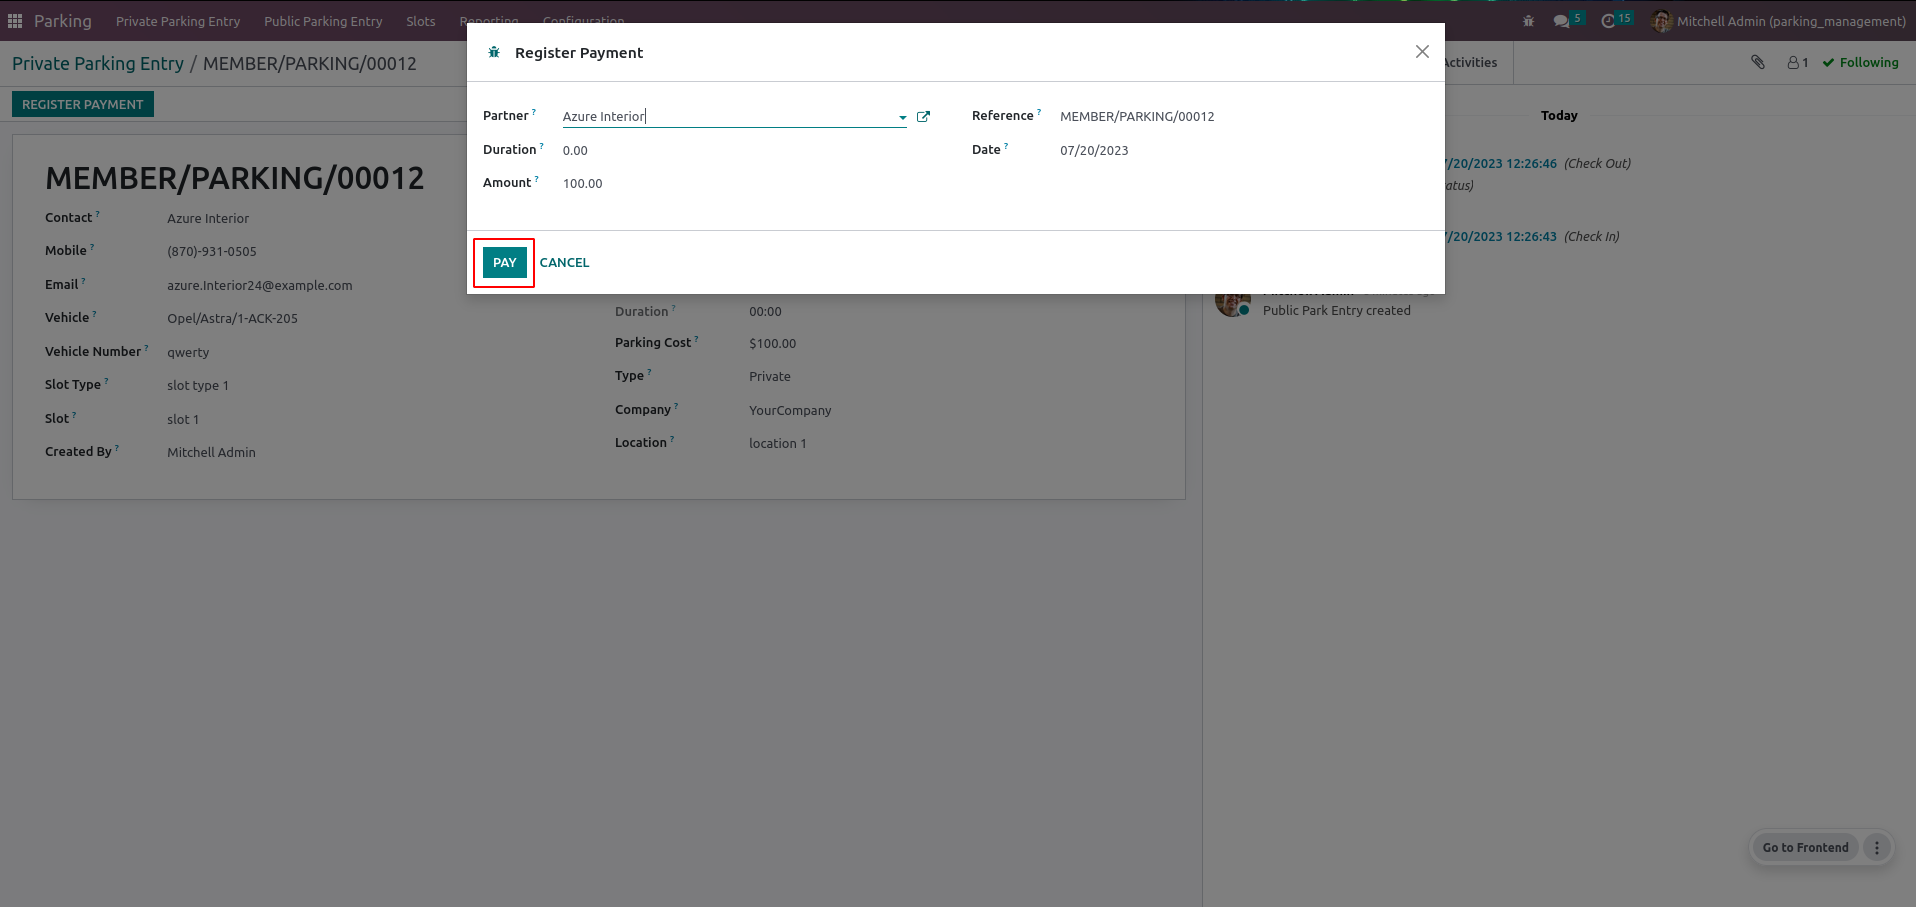 Parking Private Parking Entry Public Parking Entry Slots Reporting Configuration 5 15 Mitchell Admin (parking_management)
Private Parking Entry / MEMBER/PARKING/00012
Activities 1 Following
REGISTER PAYMENT
Register Payment
Partner ? Azure Interior
Reference ? MEMBER/PARKING/00012
Duration ? 0.00
Date ? 07/20/2023
Amount ? 100.00
PAY CANCEL
MEMBER/PARKING/00012
Contact ? Azure Interior
Mobile ? (870)-931-0505
Email ? azure.Interior24@example.com
Vehicle ? Opel/Astra/1-ACK-205
Vehicle Number ? qwerty
Slot Type ? slot type 1
Slot ? slot 1
Created By ? Mitchell Admin
Duration ? 00:00
Parking Cost ? $100.00
Type ? Private
Company ? YourCompany
Location ? location 1
Today
/20/2023 12:26:46 (Check Out)
atus)
/20/2023 12:26:43 (Check In)
Public Park Entry created
Go to Frontend